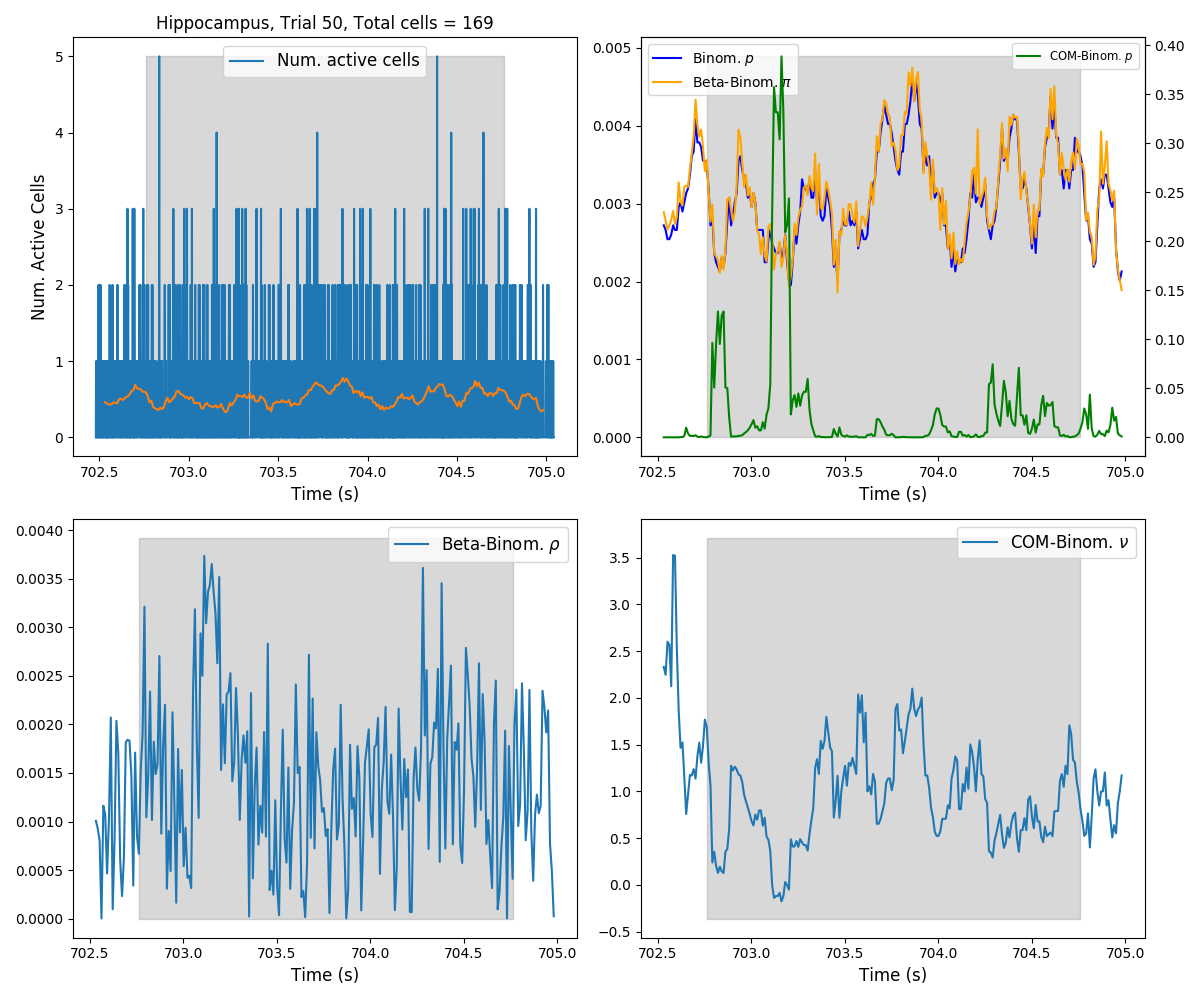 Hippocampus, Trial 50, Total cells = 169
Num. active cells
Num. Active Cells
5
4
3
2
1
0
702.5 703.0 703.5 704.0 704.5 705.0
Time (s)
Binom. p
Beta-Binom. π
COM-Binom. p
0.005
0.004
0.003
0.002
0.001
0.000
0.40
0.35
0.30
0.25
0.20
0.15
0.10
0.05
0.00
702.5 703.0 703.5 704.0 704.5 705.0
Time (s)
Beta-Binom. ρ
0.0040
0.0035
0.0030
0.0025
0.0020
0.0015
0.0010
0.0005
0.0000
702.5 703.0 703.5 704.0 704.5 705.0
Time (s)
COM-Binom. ν
3.5
3.0
2.5
2.0
1.5
1.0
0.5
0.0
−0.5
702.5 703.0 703.5 704.0 704.5 705.0
Time (s)